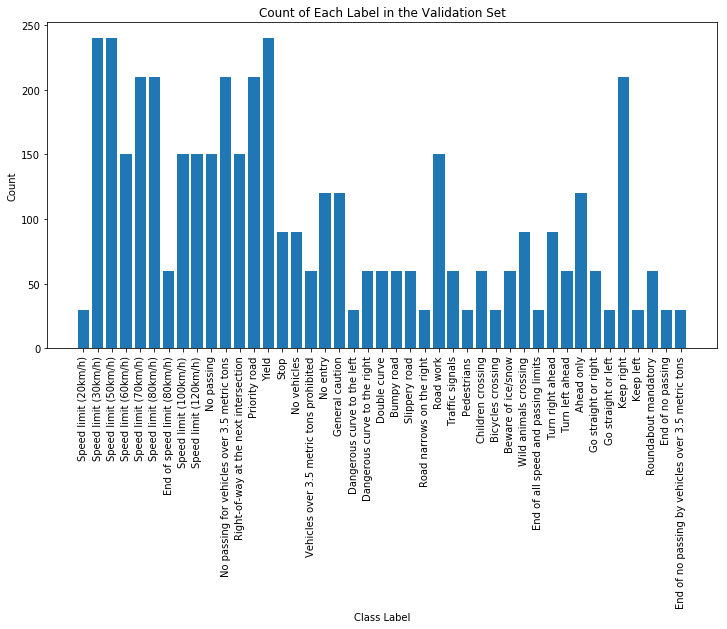 Count of Each Label in the Validation Set
250
200
150
100
50
0
Count
Speed limit (20km/h)
Speed limit (30km/h)
Speed limit (50km/h)
Speed limit (60km/h)
Speed limit (70km/h)
Speed limit (80km/h)
End of speed limit (80km/h)
Speed limit (100km/h)
Speed limit (120km/h)
No passing
No passing for vehicles over 3.5 metric tons
Right-of-way at the next intersection
Priority road
Yield
Stop
No vehicles
Vehicles over 3.5 metric tons prohibited
No entry
General caution
Dangerous curve to the left
Dangerous curve to the right
Double curve
Bumpy road
Slippery road
Road narrows on the right
Road work
Traffic signals
Pedestrians
Children crossing
Bicycles crossing
Beware of ice/snow
Wild animals crossing
End of all speed and passing limits
Turn right ahead
Turn left ahead
Ahead only
Go straight or right
Go straight or left
Keep right
Keep left
Roundabout mandatory
End of no passing
End of no passing by vehicles over 3.5 metric tons
Class Label